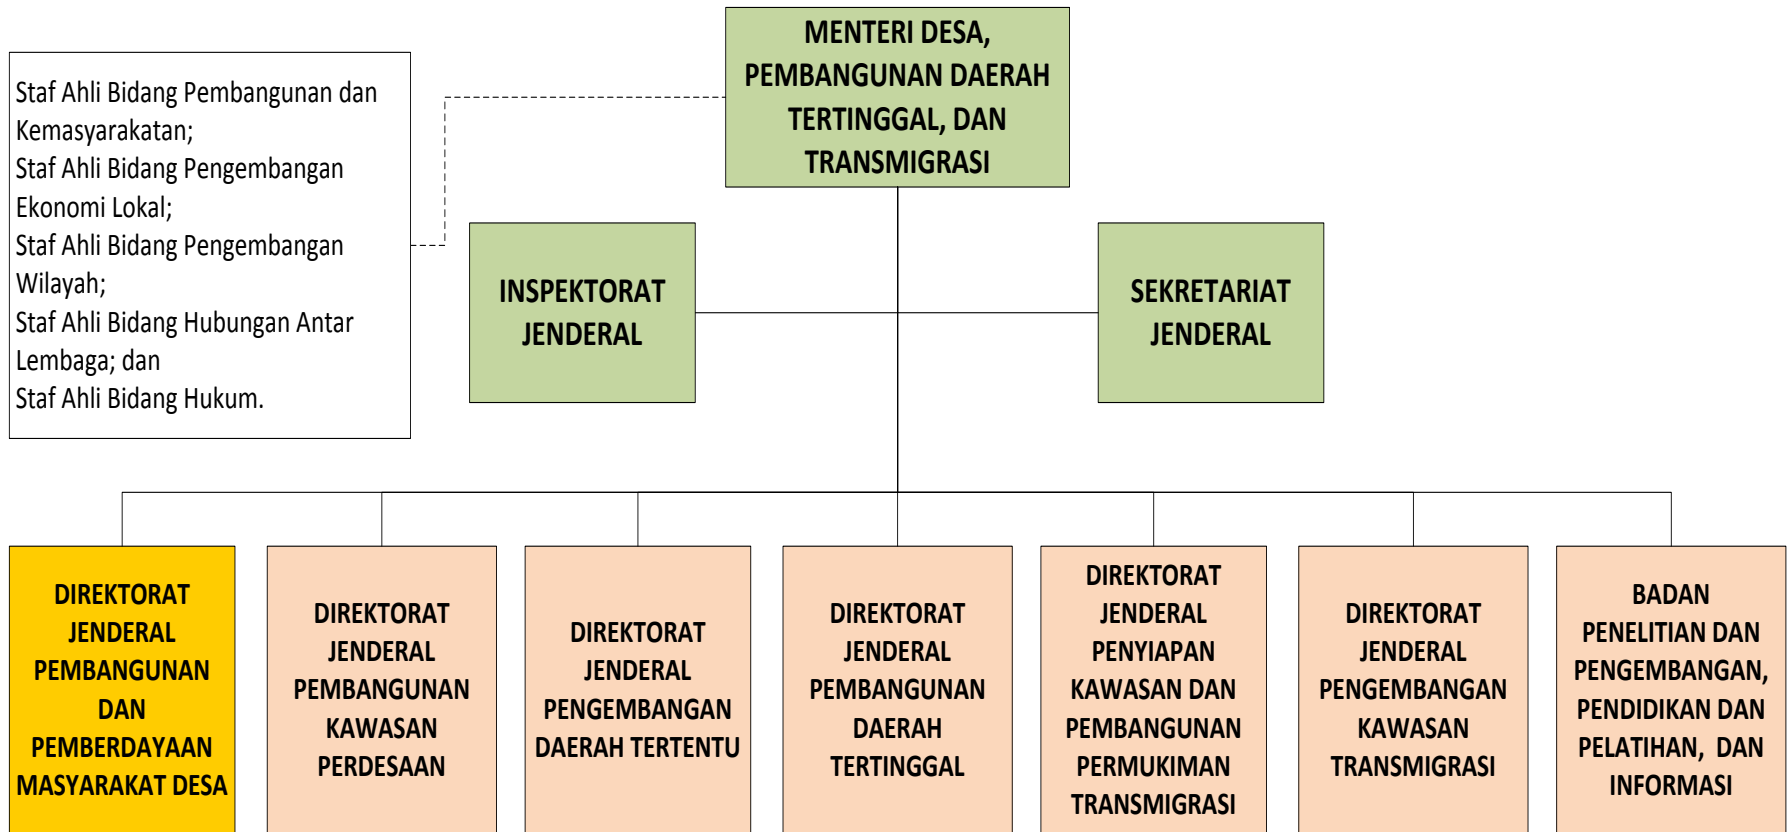 MENTERI DESA,
PEMBANGUNAN DAERAH
TERTINGGAL, DAN
TRANSMIGRASI
Staf Ahli Bidang Pembangunan dan
Kemasyarakatan;
Staf Ahli Bidang Pengembangan
Ekonomi Lokal;
Staf Ahli Bidang Pengembangan
Wilayah;
Staf Ahli Bidang Hubungan Antar
Lembaga; dan
Staf Ahli Bidang Hukum.
INSPEKTORAT
JENDERAL
SEKRETARIAT
JENDERAL
DIREKTORAT
JENDERAL
PEMBANGUNAN
DAN
PEMBERDAYAAN
MASYARAKAT DESA
DIREKTORAT
JENDERAL
PEMBANGUNAN
KAWASAN
PERDESAAN
DIREKTORAT
JENDERAL
PENGEMBANGAN
DAERAH TERTENTU
DIREKTORAT
JENDERAL
PEMBANGUNAN
DAERAH
TERTINGGAL
DIREKTORAT
JENDERAL
PENYIAPAN
KAWASAN DAN
PEMBANGUNAN
PERMUKIMAN
TRANSMIGRASI
DIREKTORAT
JENDERAL
PENGEMBANGAN
KAWASAN
TRANSMIGRASI
BADAN
PENELITIAN DAN
PENGEMBANGAN,
PENDIDIKAN DAN
PELATIHAN, DAN
INFORMASI